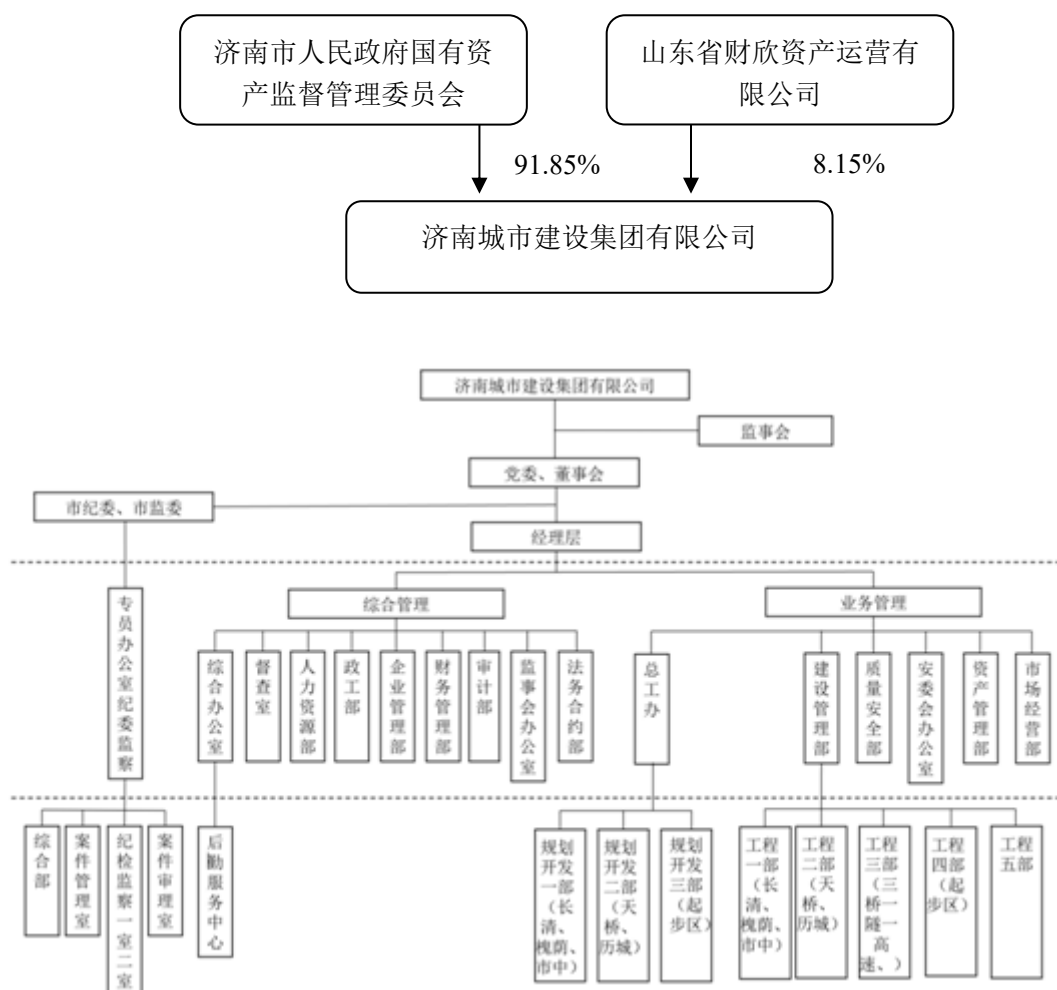 济南市人民政府国有资
产监督管理委员会
山东省财欣资产运营有
限公司
91.85%
8.15%
济南城市建设集团有限公司
济南城市建设集团有限公司
监事会
党委、董事会
市纪委、市监委
经理层
综合管理
业务管理
专员办公室纪委监察
综合办公室
督查室
人力资源部
政工部
企业管理部
财务管理部
审计部
监事会办公室
法务合约部
总工办
建设管理部
质量安全部
安委会办公室
资产管理部
市场经营部
综合部
案件管理室
纪检监察一室二室
案件审理室
后勤服务中心
规划
开发
一部
（长
清、
槐荫、
市中）
规划
开发
二部
（天
桥、
历城）
规划
开发
三部
（起
步区）
工程
一部
（长
清、
槐荫、
市中）
工程
二部
（天
桥、
历城）
工程
三部
（三
桥一
隧一
高
速、）
工程
四部
（起
步区）
工程
五部